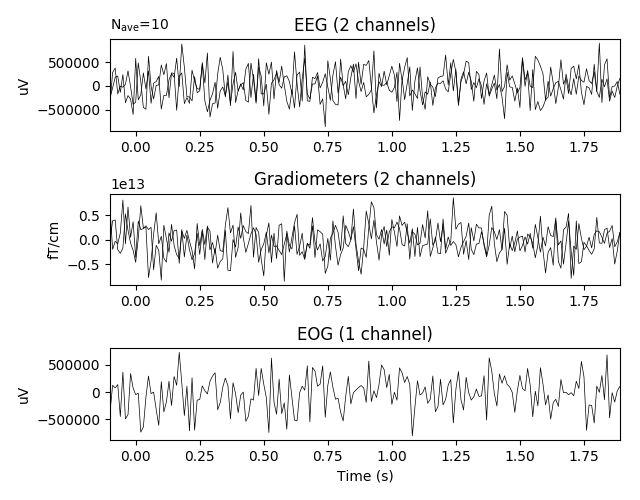 N_ave=10
EEG (2 channels)
500000
0
−500000
uV
0.00 0.25 0.50 0.75 1.00 1.25 1.50 1.75
1e13
Gradiometers (2 channels)
0.5
0.0
−0.5
fT/cm
0.00 0.25 0.50 0.75 1.00 1.25 1.50 1.75
EOG (1 channel)
500000
0
−500000
uV
0.00 0.25 0.50 0.75 1.00 1.25 1.50 1.75
Time (s)